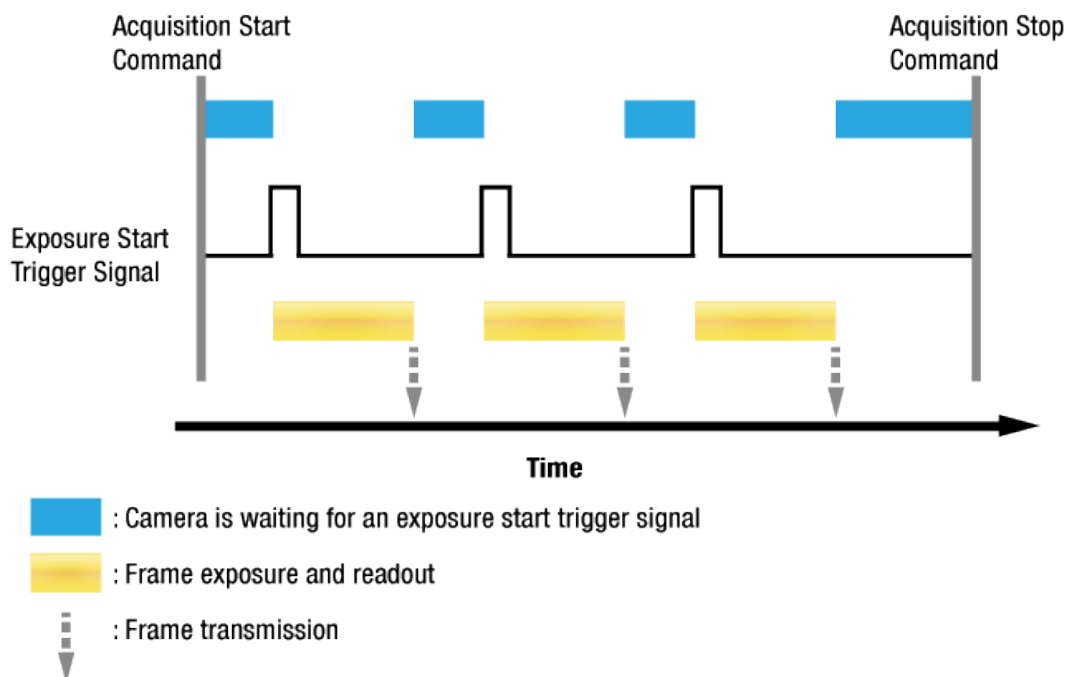 Acquisition Start
Command
Acquisition Stop
Command
Exposure Start
Trigger Signal
Time
: Camera is waiting for an exposure start trigger signal
: Frame exposure and readout
: Frame transmission